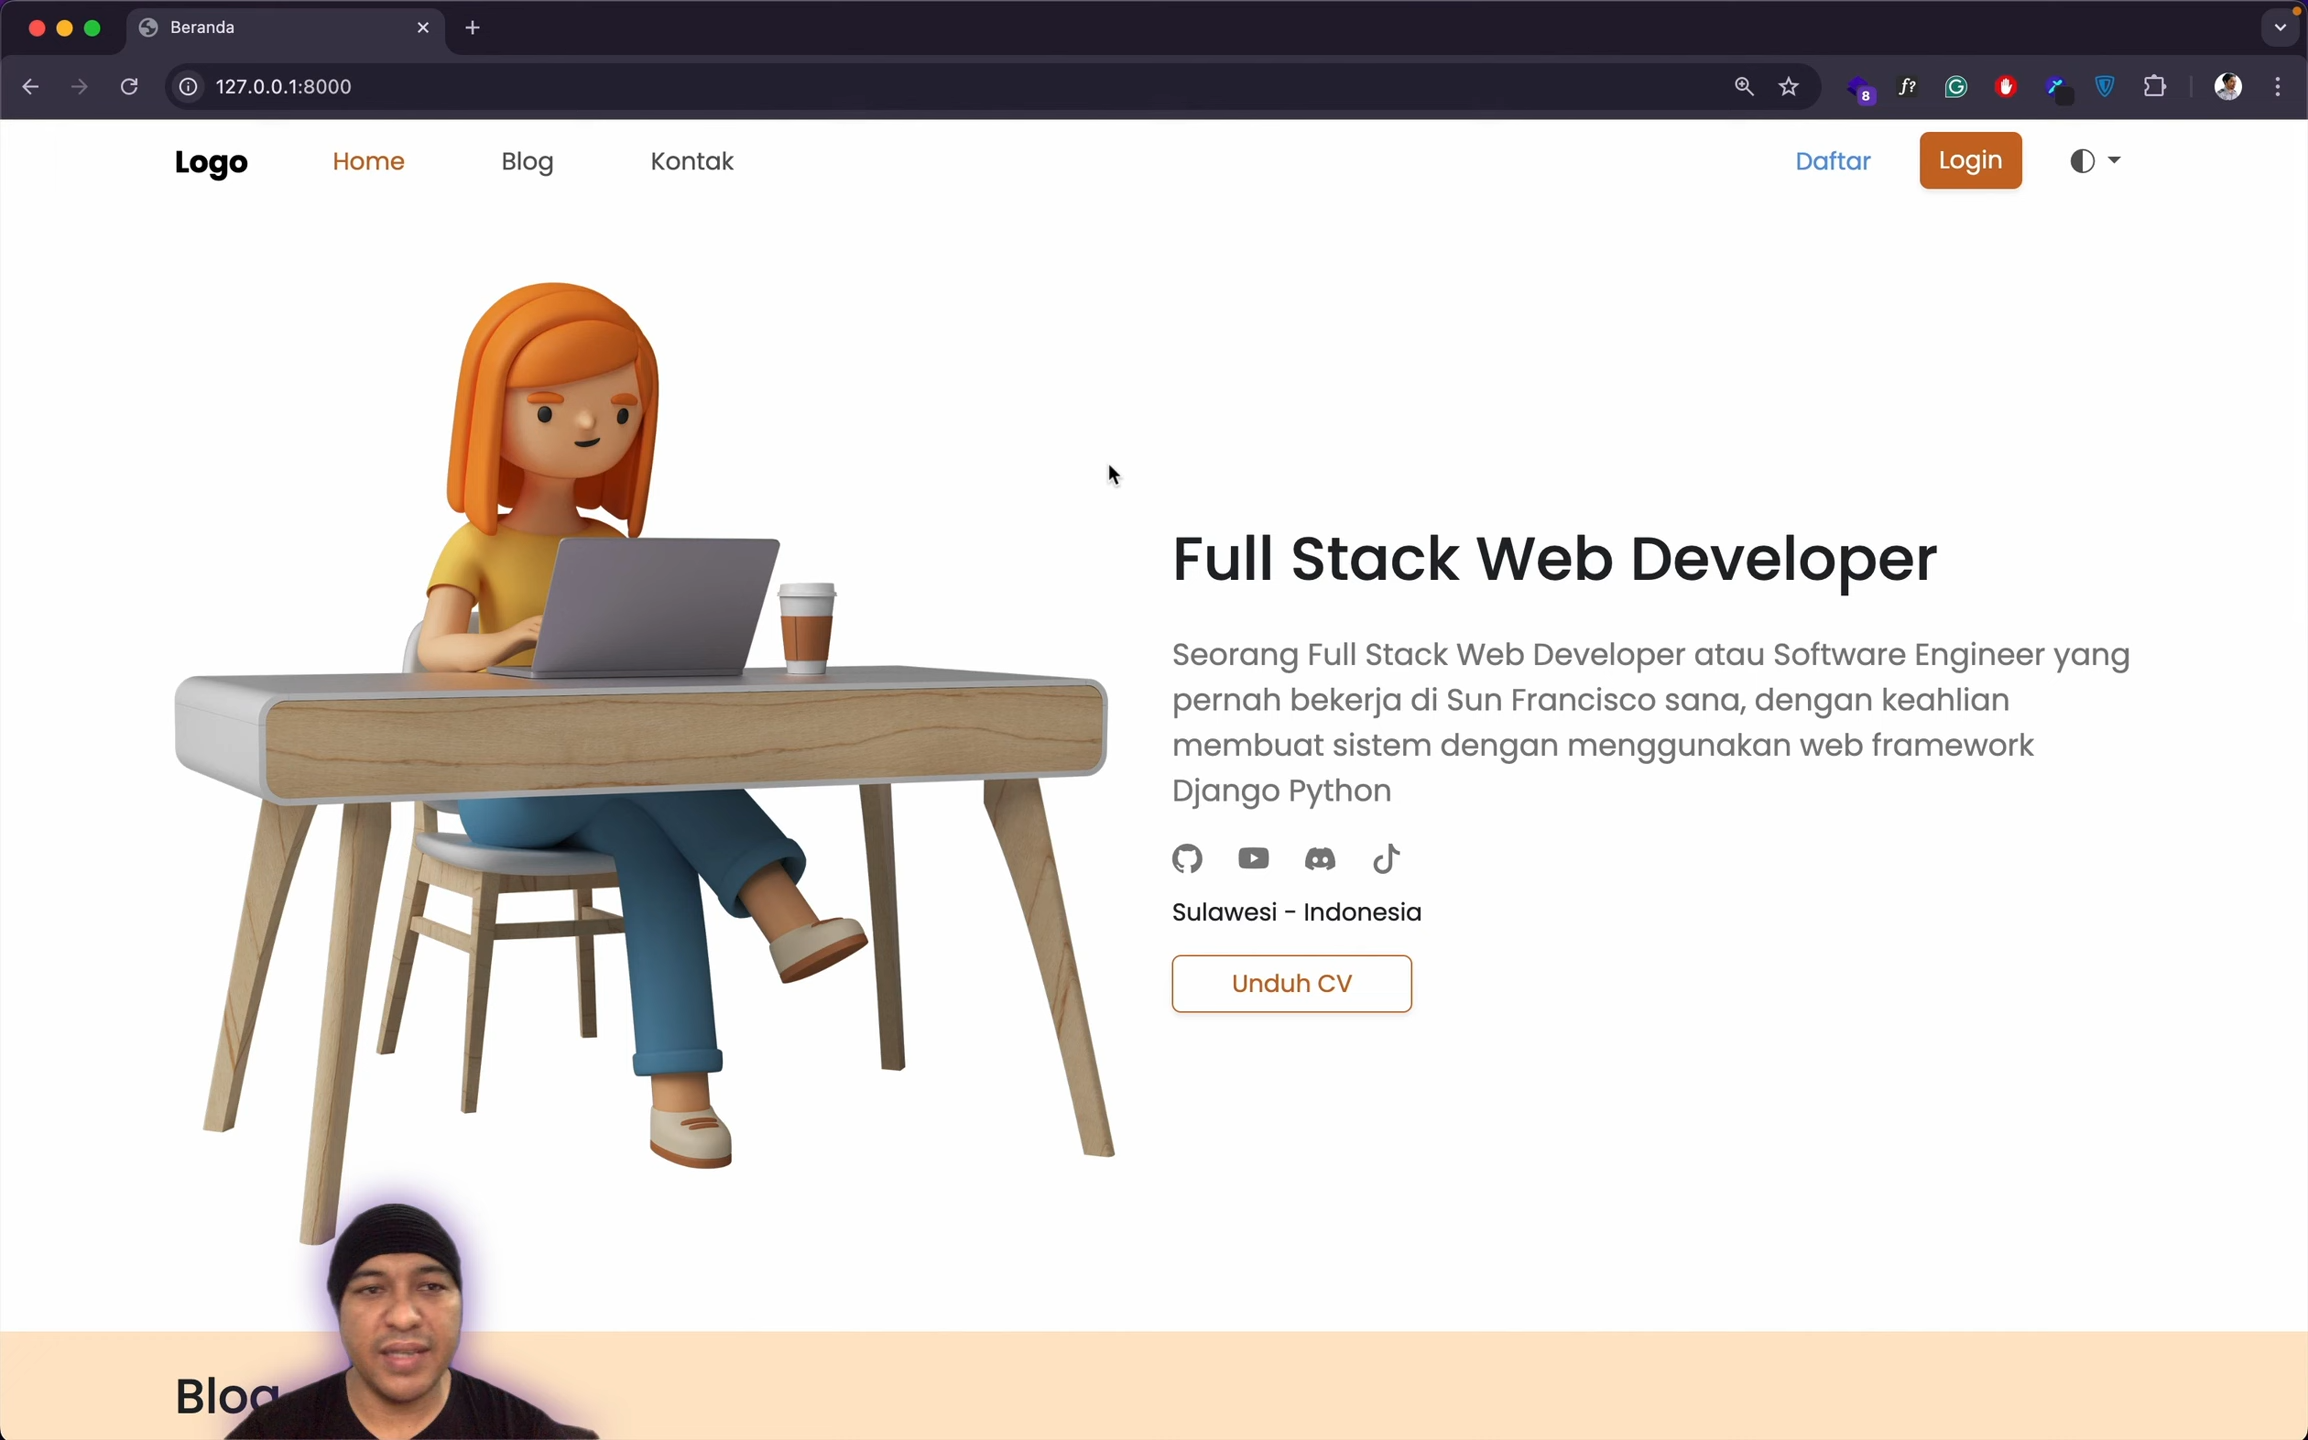 Beranda
127.0.0.1:8000
8
f?
Logo
Home
Blog
Kontak
Daftar
Login
Full Stack Web Developer
Seorang Full Stack Web Developer atau Software Engineer yang
pernah bekerja di Sun Francisco sana, dengan keahlian
membuat sistem dengan menggunakan web framework
Django Python
Sulawesi - Indonesia
Unduh CV
Blog